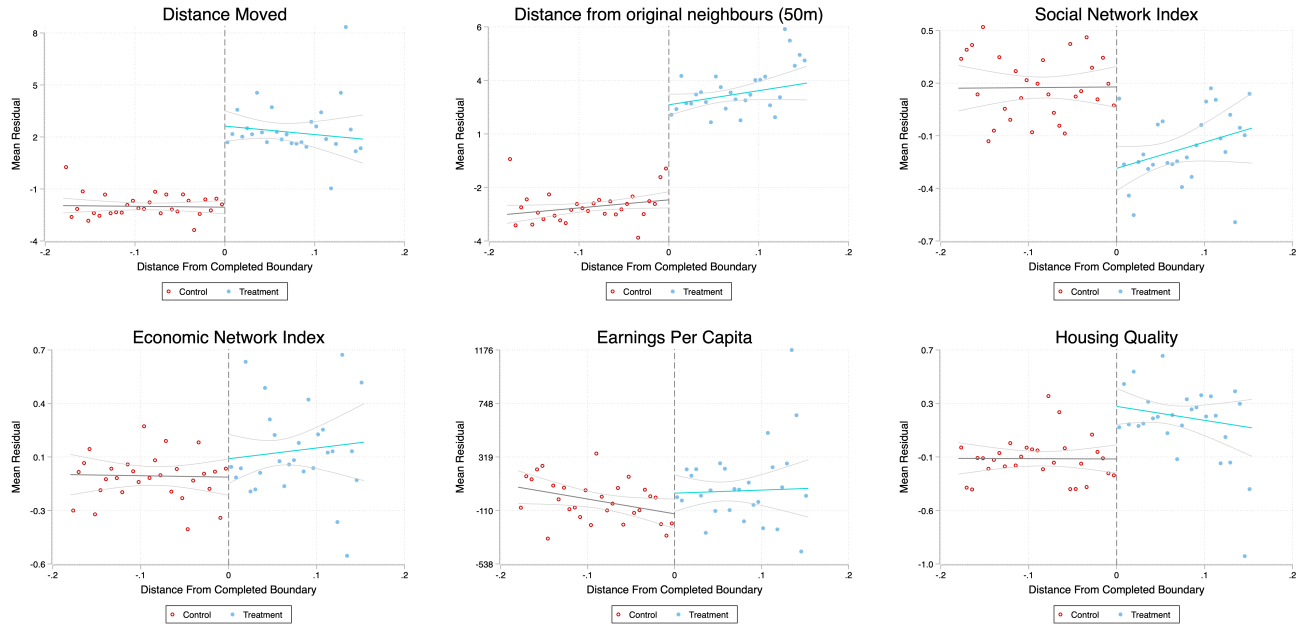 Distance Moved
Mean Residual
8
5
2
-1
-4
-.2
-.1
0
.1
.2
Distance From Completed Boundary
Control
Treatment
Distance from original neighbours (50m)
Mean Residual
6
4
1
-2
-4
-.2
-.1
0
.1
.2
Distance From Completed Boundary
Control
Treatment
Social Network Index
Mean Residual
0.5
0.2
-0.1
-0.4
-0.7
-.2
-.1
0
.1
.2
Distance From Completed Boundary
Control
Treatment
Economic Network Index
Mean Residual
0.7
0.4
0.1
-0.3
-0.6
-.2
-.1
0
.1
.2
Distance From Completed Boundary
Control
Treatment
Earnings Per Capita
Mean Residual
1176
748
319
-110
-538
-.2
-.1
0
.1
.2
Distance From Completed Boundary
Control
Treatment
Housing Quality
Mean Residual
0.7
0.3
-0.1
-0.6
-1.0
-.2
-.1
0
.1
.2
Distance From Completed Boundary
Control
Treatment